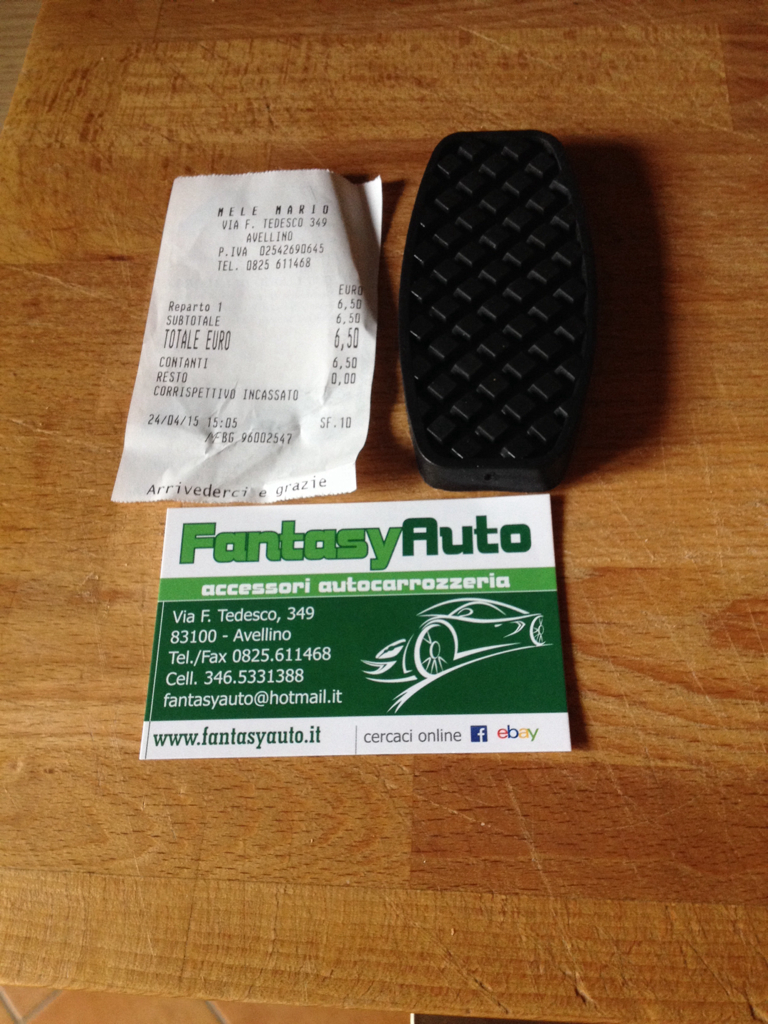 MELE MARIO
VIA F. TEDESCO 349
AVELLINO
P.IVA 02542690645
TEL. 0825 611468
EURO
Reparto 1 6,50
SUBTOTALE 6,50
TOTALE EURO 6,50
CONTANTI 6,50
RESTO 0,00
CORRISPETTIVO INCASSATO
24/04/15 15:05 SF.10
BG 96002547
Arrivederci e grazie
FantasyAuto
accessori autocarrozzeria
Via F. Tedesco, 349
83100 - Avellino
Tel./Fax 0825.611468
Cell. 346.5331388
fantasyauto@hotmail.it
www.fantasyauto.it
cercaci online f ebay